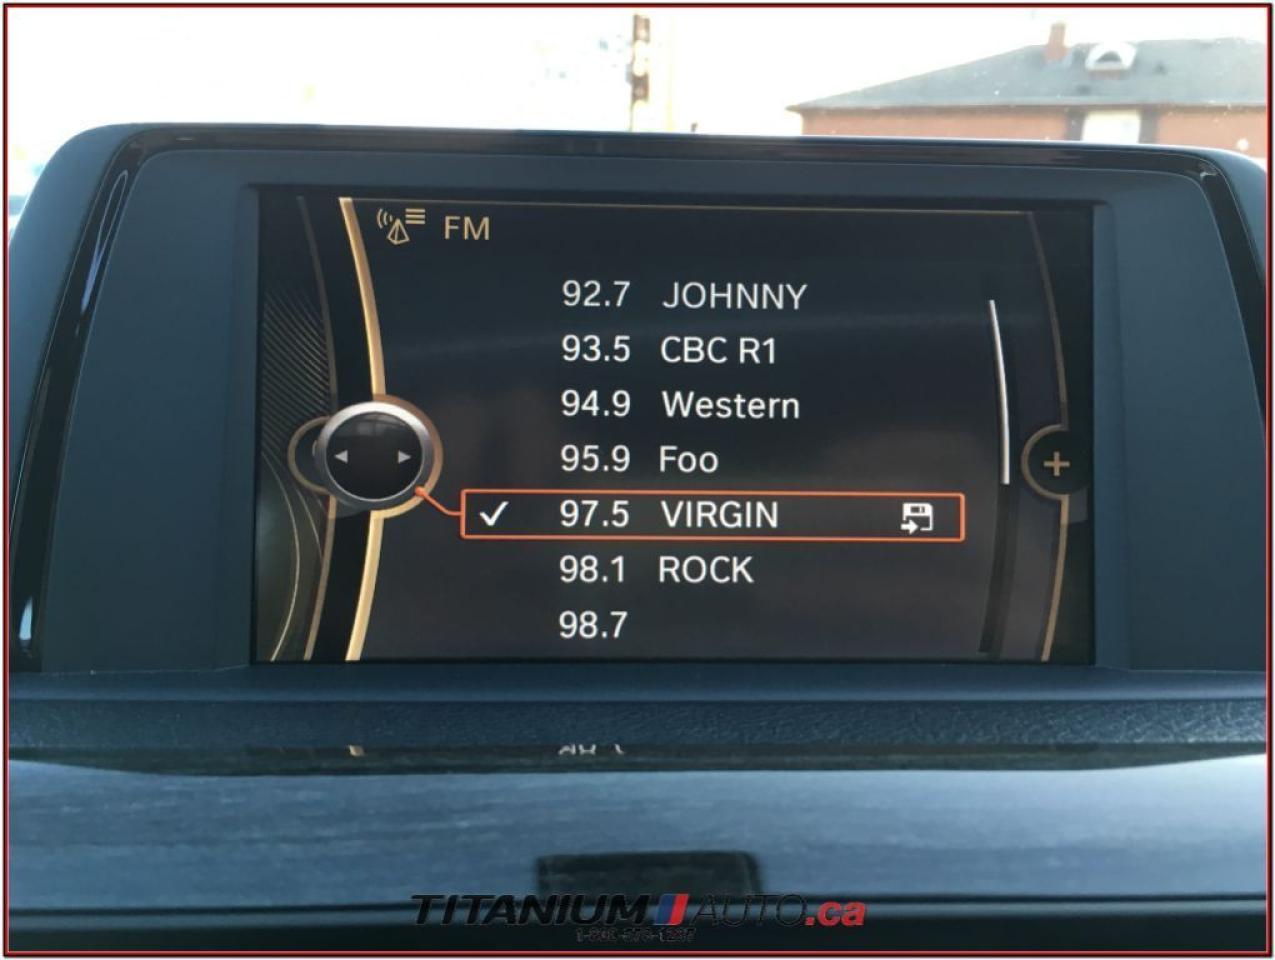 FM
92.7 JOHNNY
93.5 CBC R1
94.9 Western
95.9 Foo
97.5 VIRGIN
98.1 ROCK
98.7
TITANIUM AUTO.ca